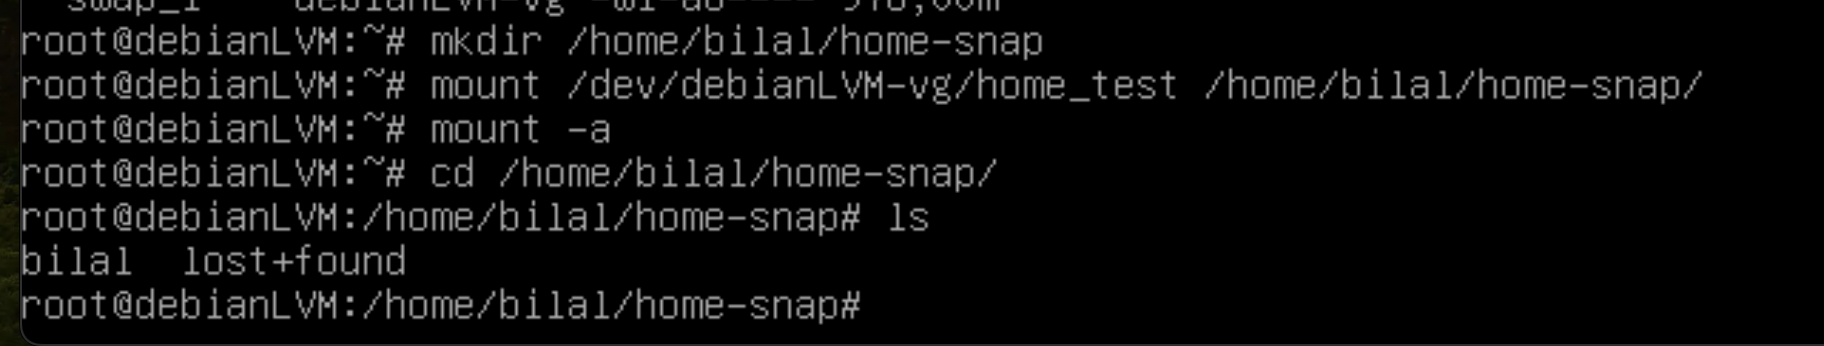 root@debianLVM:~# mkdir /home/bilal/home-snap
root@debianLVM:~# mount /dev/debianLVM-vg/home_test /home/bilal/home-snap/
root@debianLVM:~# mount -a
root@debianLVM:~# cd /home/bilal/home-snap/
root@debianLVM:/home/bilal/home-snap# ls
bilal  lost+found
root@debianLVM:/home/bilal/home-snap#